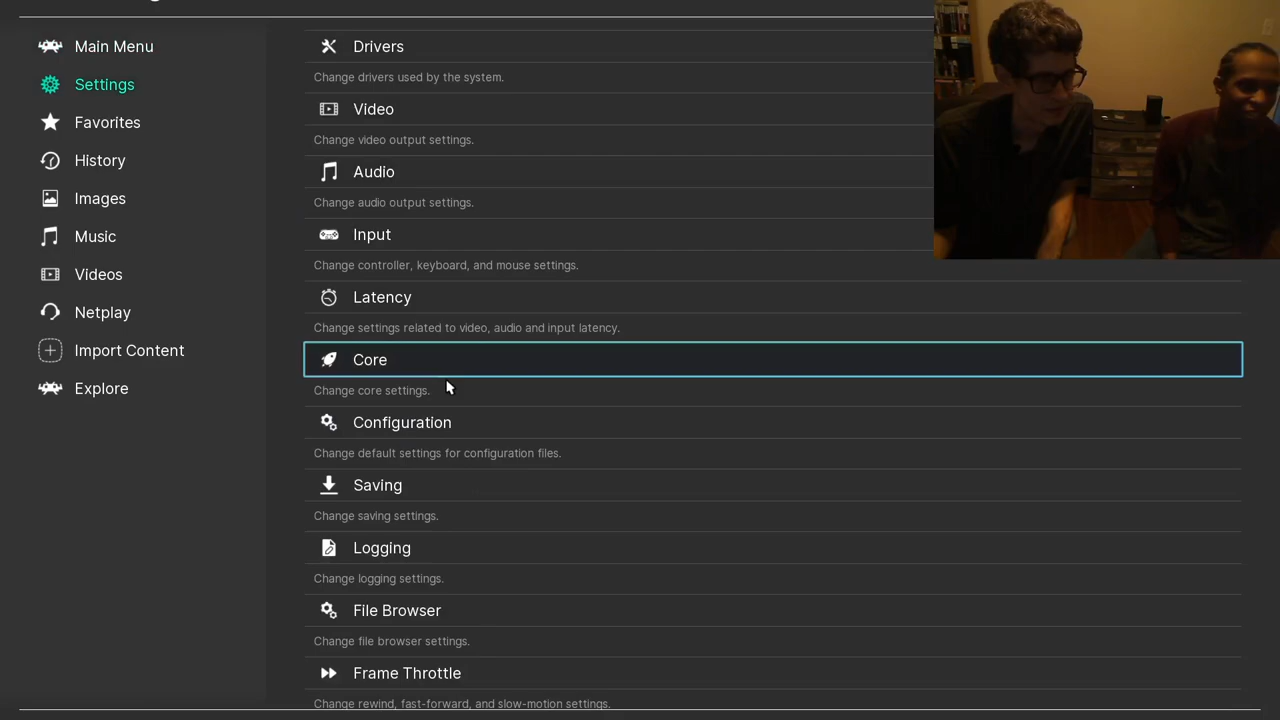 Main Menu
Settings
Favorites
History
Images
Music
Videos
Netplay
Import Content
Explore
Drivers
Change drivers used by the system.
Video
Change video output settings.
Audio
Change audio output settings.
Input
Change controller, keyboard, and mouse settings.
Latency
Change settings related to video, audio and input latency.
Core
Change core settings.
Configuration
Change default settings for configuration files.
Saving
Change saving settings.
Logging
Change logging settings.
File Browser
Change file browser settings.
Frame Throttle
Change rewind, fast-forward, and slow-motion settings.